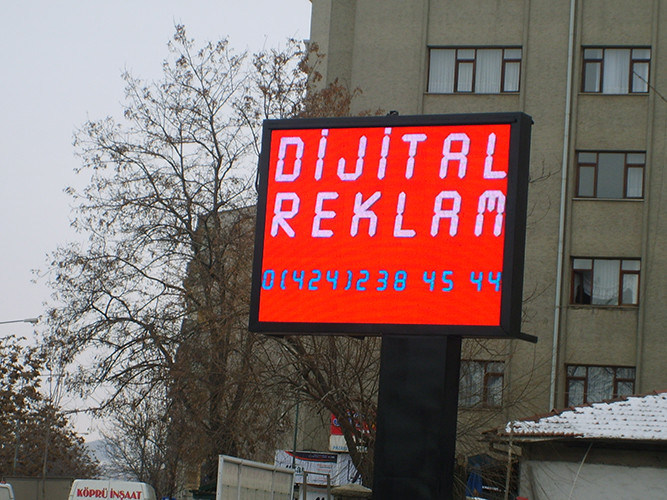 DİJİTAL
REKLAM
0(424)238 45 44
KÖPRÜ İNŞAAT